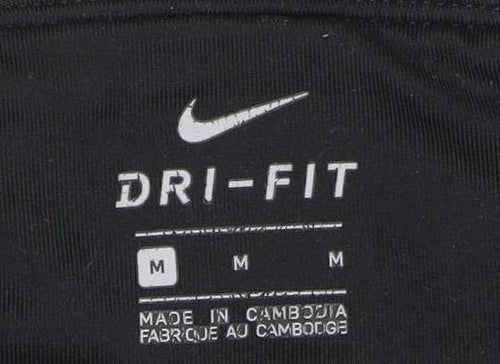 DRI-FIT
M M M
MADE IN CAMBODIA
FABRIQUE AU CAMBODGE